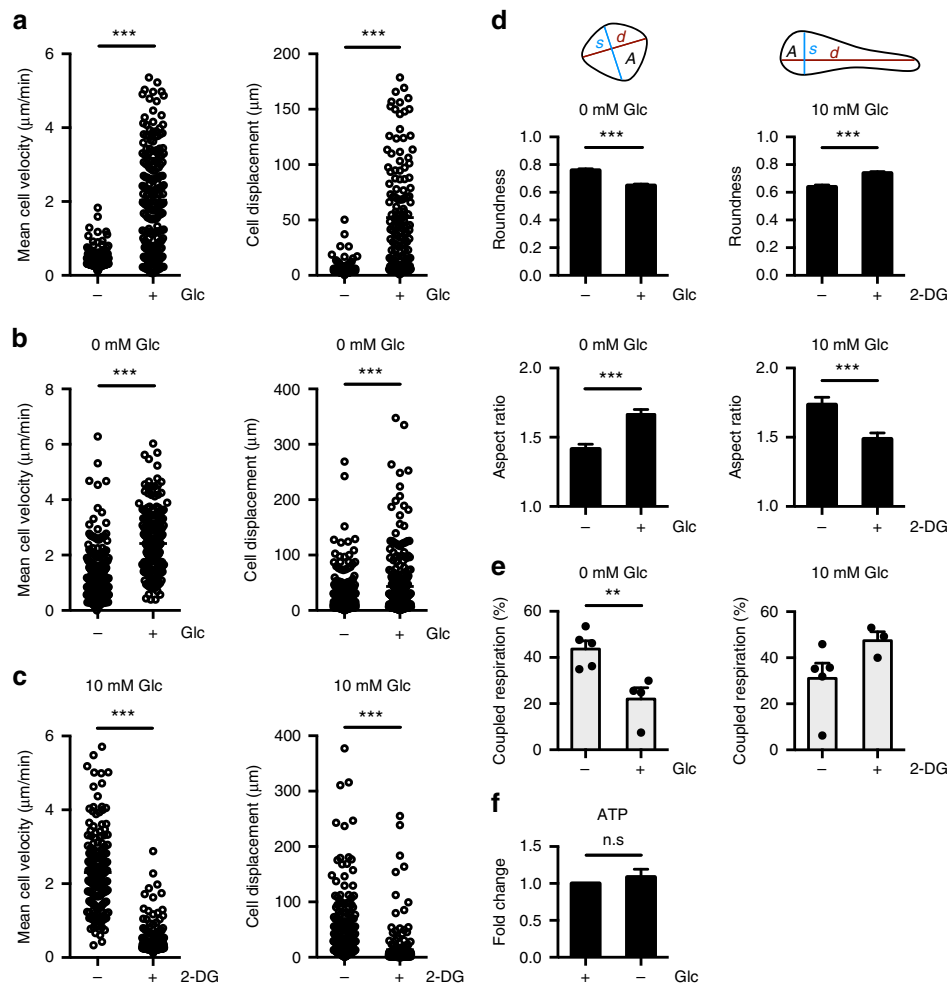 a
***
Mean cell velocity (μm/min)
6
4
2
0
–
+
Glc
***
Cell displacement (μm)
200
150
100
50
0
–
+
Glc
b
0 mM Glc
***
Mean cell velocity (μm/min)
8
6
4
2
0
–
+
Glc
0 mM Glc
***
Cell displacement (μm)
400
300
200
100
0
–
+
Glc
c
10 mM Glc
***
Mean cell velocity (μm/min)
6
4
2
0
–
+
2-DG
10 mM Glc
***
Cell displacement (μm)
400
300
200
100
0
–
+
2-DG
d
s
d
A
A
s
d
0 mM Glc
***
Roundness
1.0
0.8
0.6
0.4
0.2
0.0
–
+
Glc
10 mM Glc
***
Roundness
1.0
0.8
0.6
0.4
0.2
0.0
–
+
2-DG
0 mM Glc
***
Aspect ratio
2.0
1.5
1.0
–
+
Glc
10 mM Glc
***
Aspect ratio
2.0
1.5
1.0
–
+
2-DG
e
0 mM Glc
**
Coupled respiration (%)
60
40
20
0
–
+
Glc
10 mM Glc
Coupled respiration (%)
60
40
20
0
–
+
2-DG
f
ATP
n.s
Fold change
1.5
1.0
0.5
0.0
+
–
Glc